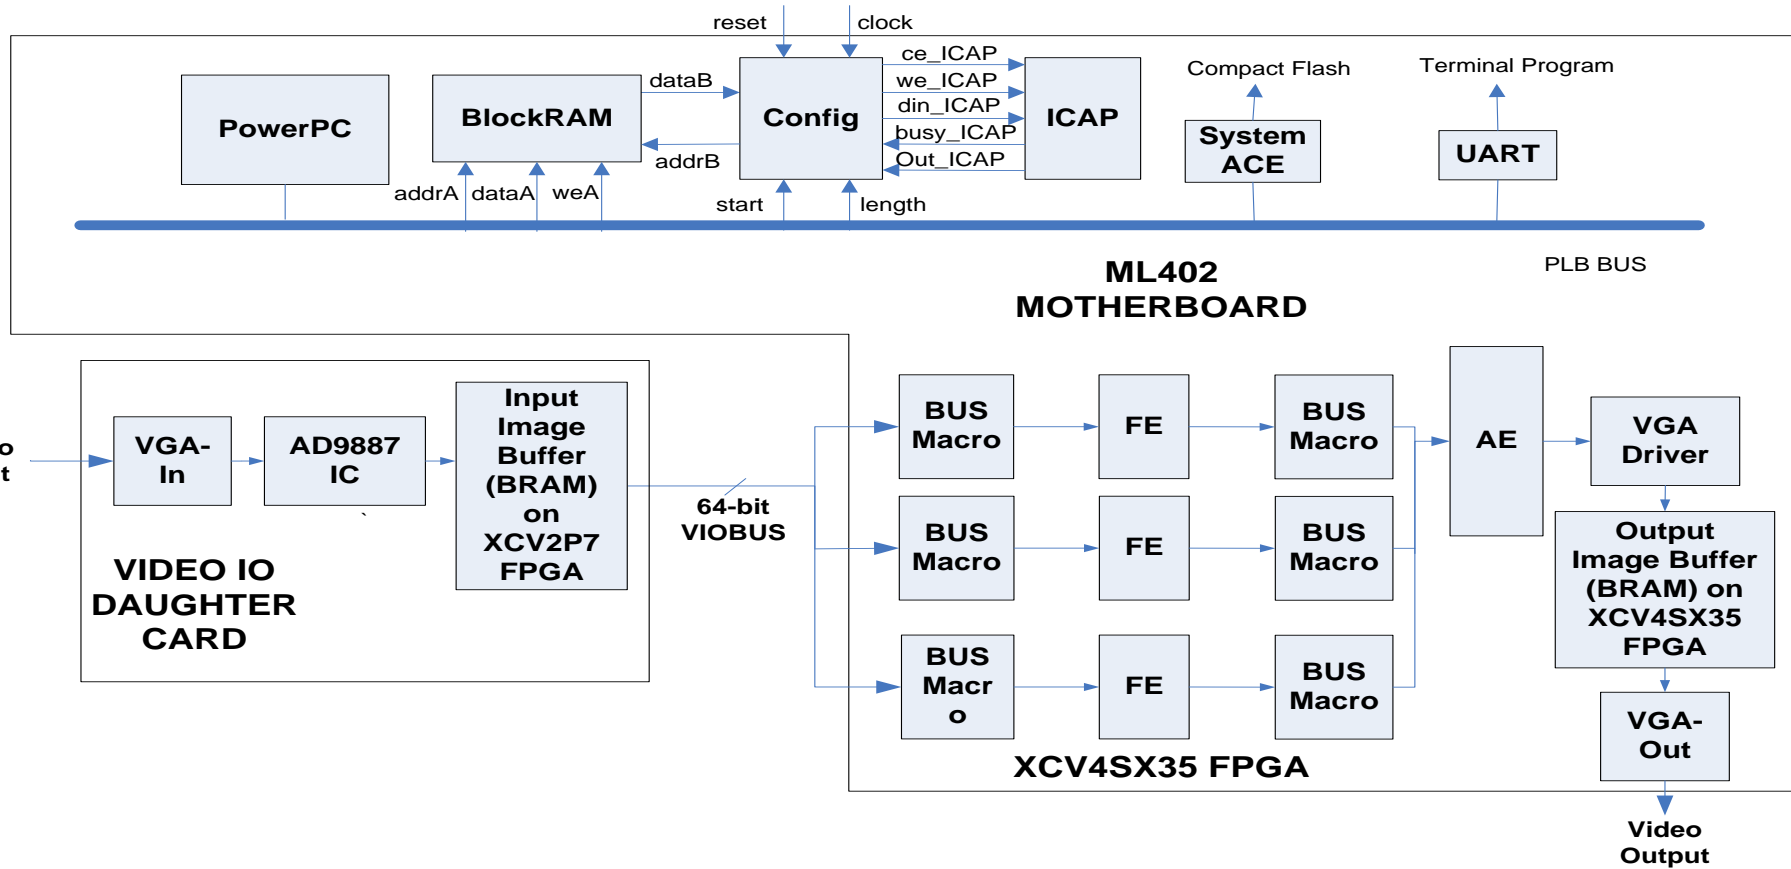 reset
clock
PowerPC
BlockRAM
dataB
addrB
Config
ce_ICAP
we_ICAP
din_ICAP
busy_ICAP
Out_ICAP
ICAP
Compact Flash
System
ACE
Terminal Program
UART
addrA
dataA
weA
start
length
PLB BUS
ML402
MOTHERBOARD
o
t
VGA-
In
AD9887
IC
`
Input
Image
Buffer
(BRAM)
on
XCV2P7
FPGA
VIDEO IO
DAUGHTER
CARD
64-bit
VIOBUS
BUS
Macro
FE
BUS
Macro
BUS
Macro
FE
BUS
Macro
BUS
Macr
o
FE
BUS
Macro
AE
VGA
Driver
Output
Image Buffer
(BRAM) on
XCV4SX35
FPGA
VGA-
Out
XCV4SX35 FPGA
Video
Output